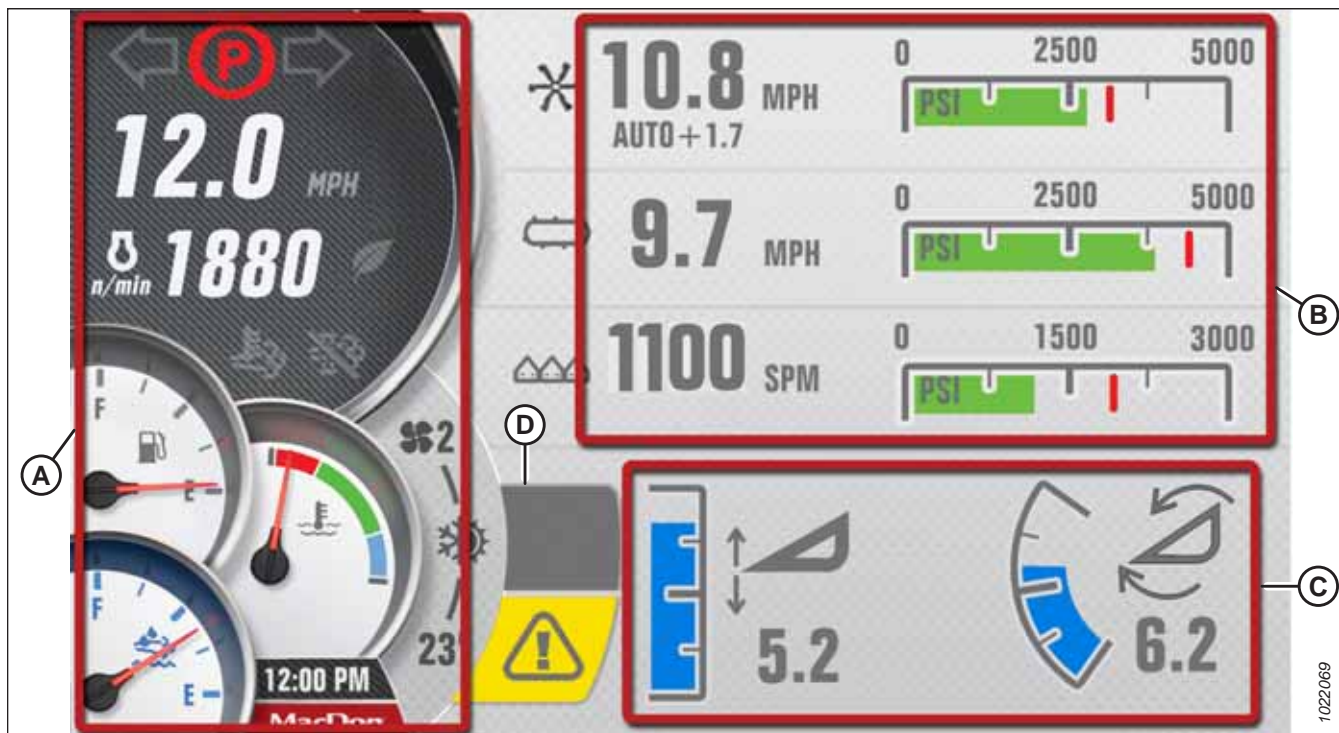 P
12.0 MPH
n/min 1880
F
E
F
E
2
23°
12:00 PM
MacDon
10.8 MPH
AUTO+1.7
0 2500 5000
PSI
9.7 MPH
0 2500 5000
PSI
1100 SPM
0 1500 3000
PSI
5.2
6.2
A
B
C
D
1022069